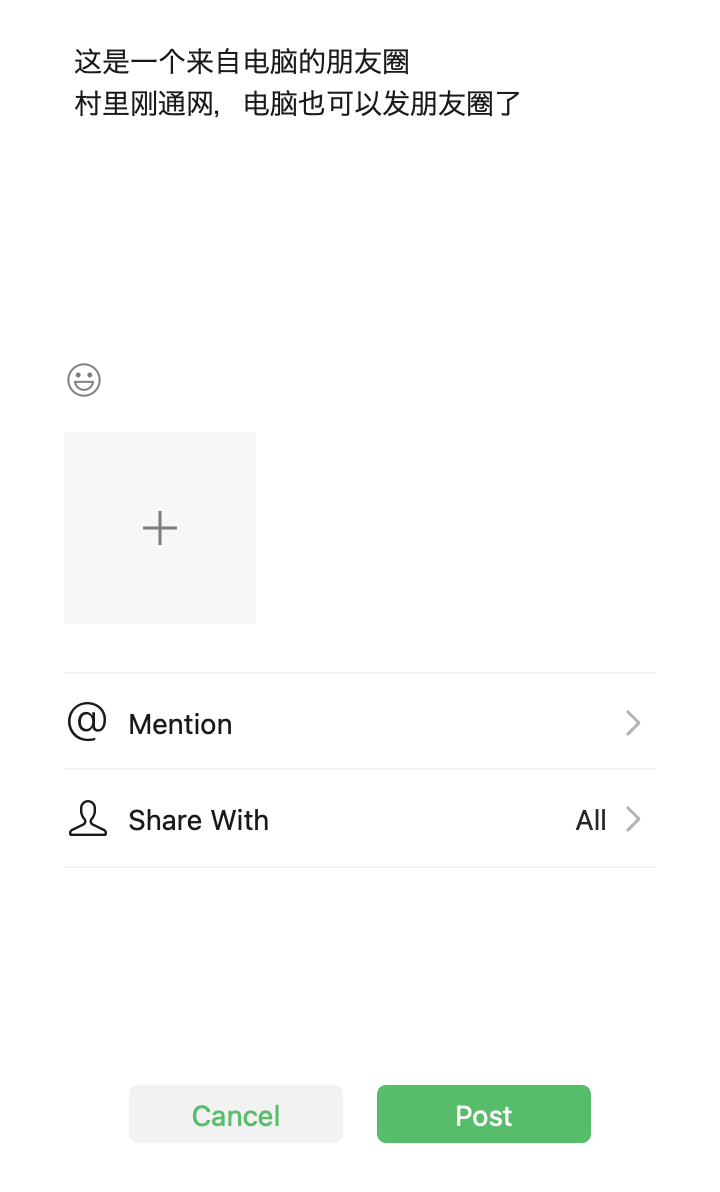 这是一个来自电脑的朋友圈
村里刚通网，电脑也可以发朋友圈了
@ Mention
Share With All
Cancel Post